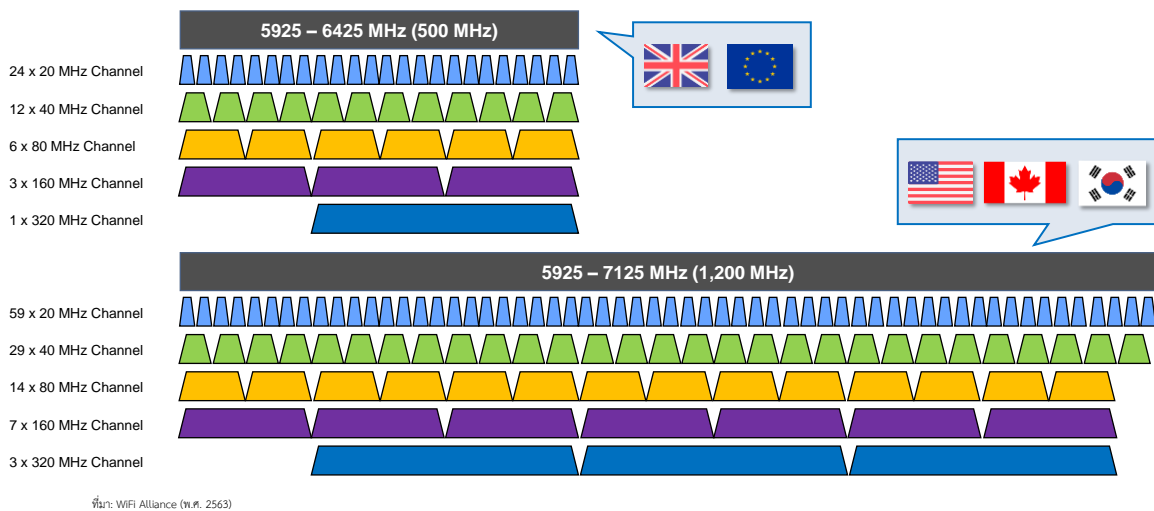 5925 – 6425 MHz (500 MHz)
24 x 20 MHz Channel
12 x 40 MHz Channel
6 x 80 MHz Channel
3 x 160 MHz Channel
1 x 320 MHz Channel
5925 – 7125 MHz (1,200 MHz)
59 x 20 MHz Channel
29 x 40 MHz Channel
14 x 80 MHz Channel
7 x 160 MHz Channel
3 x 320 MHz Channel
ที่มา: WiFi Alliance (พ.ศ. 2563)